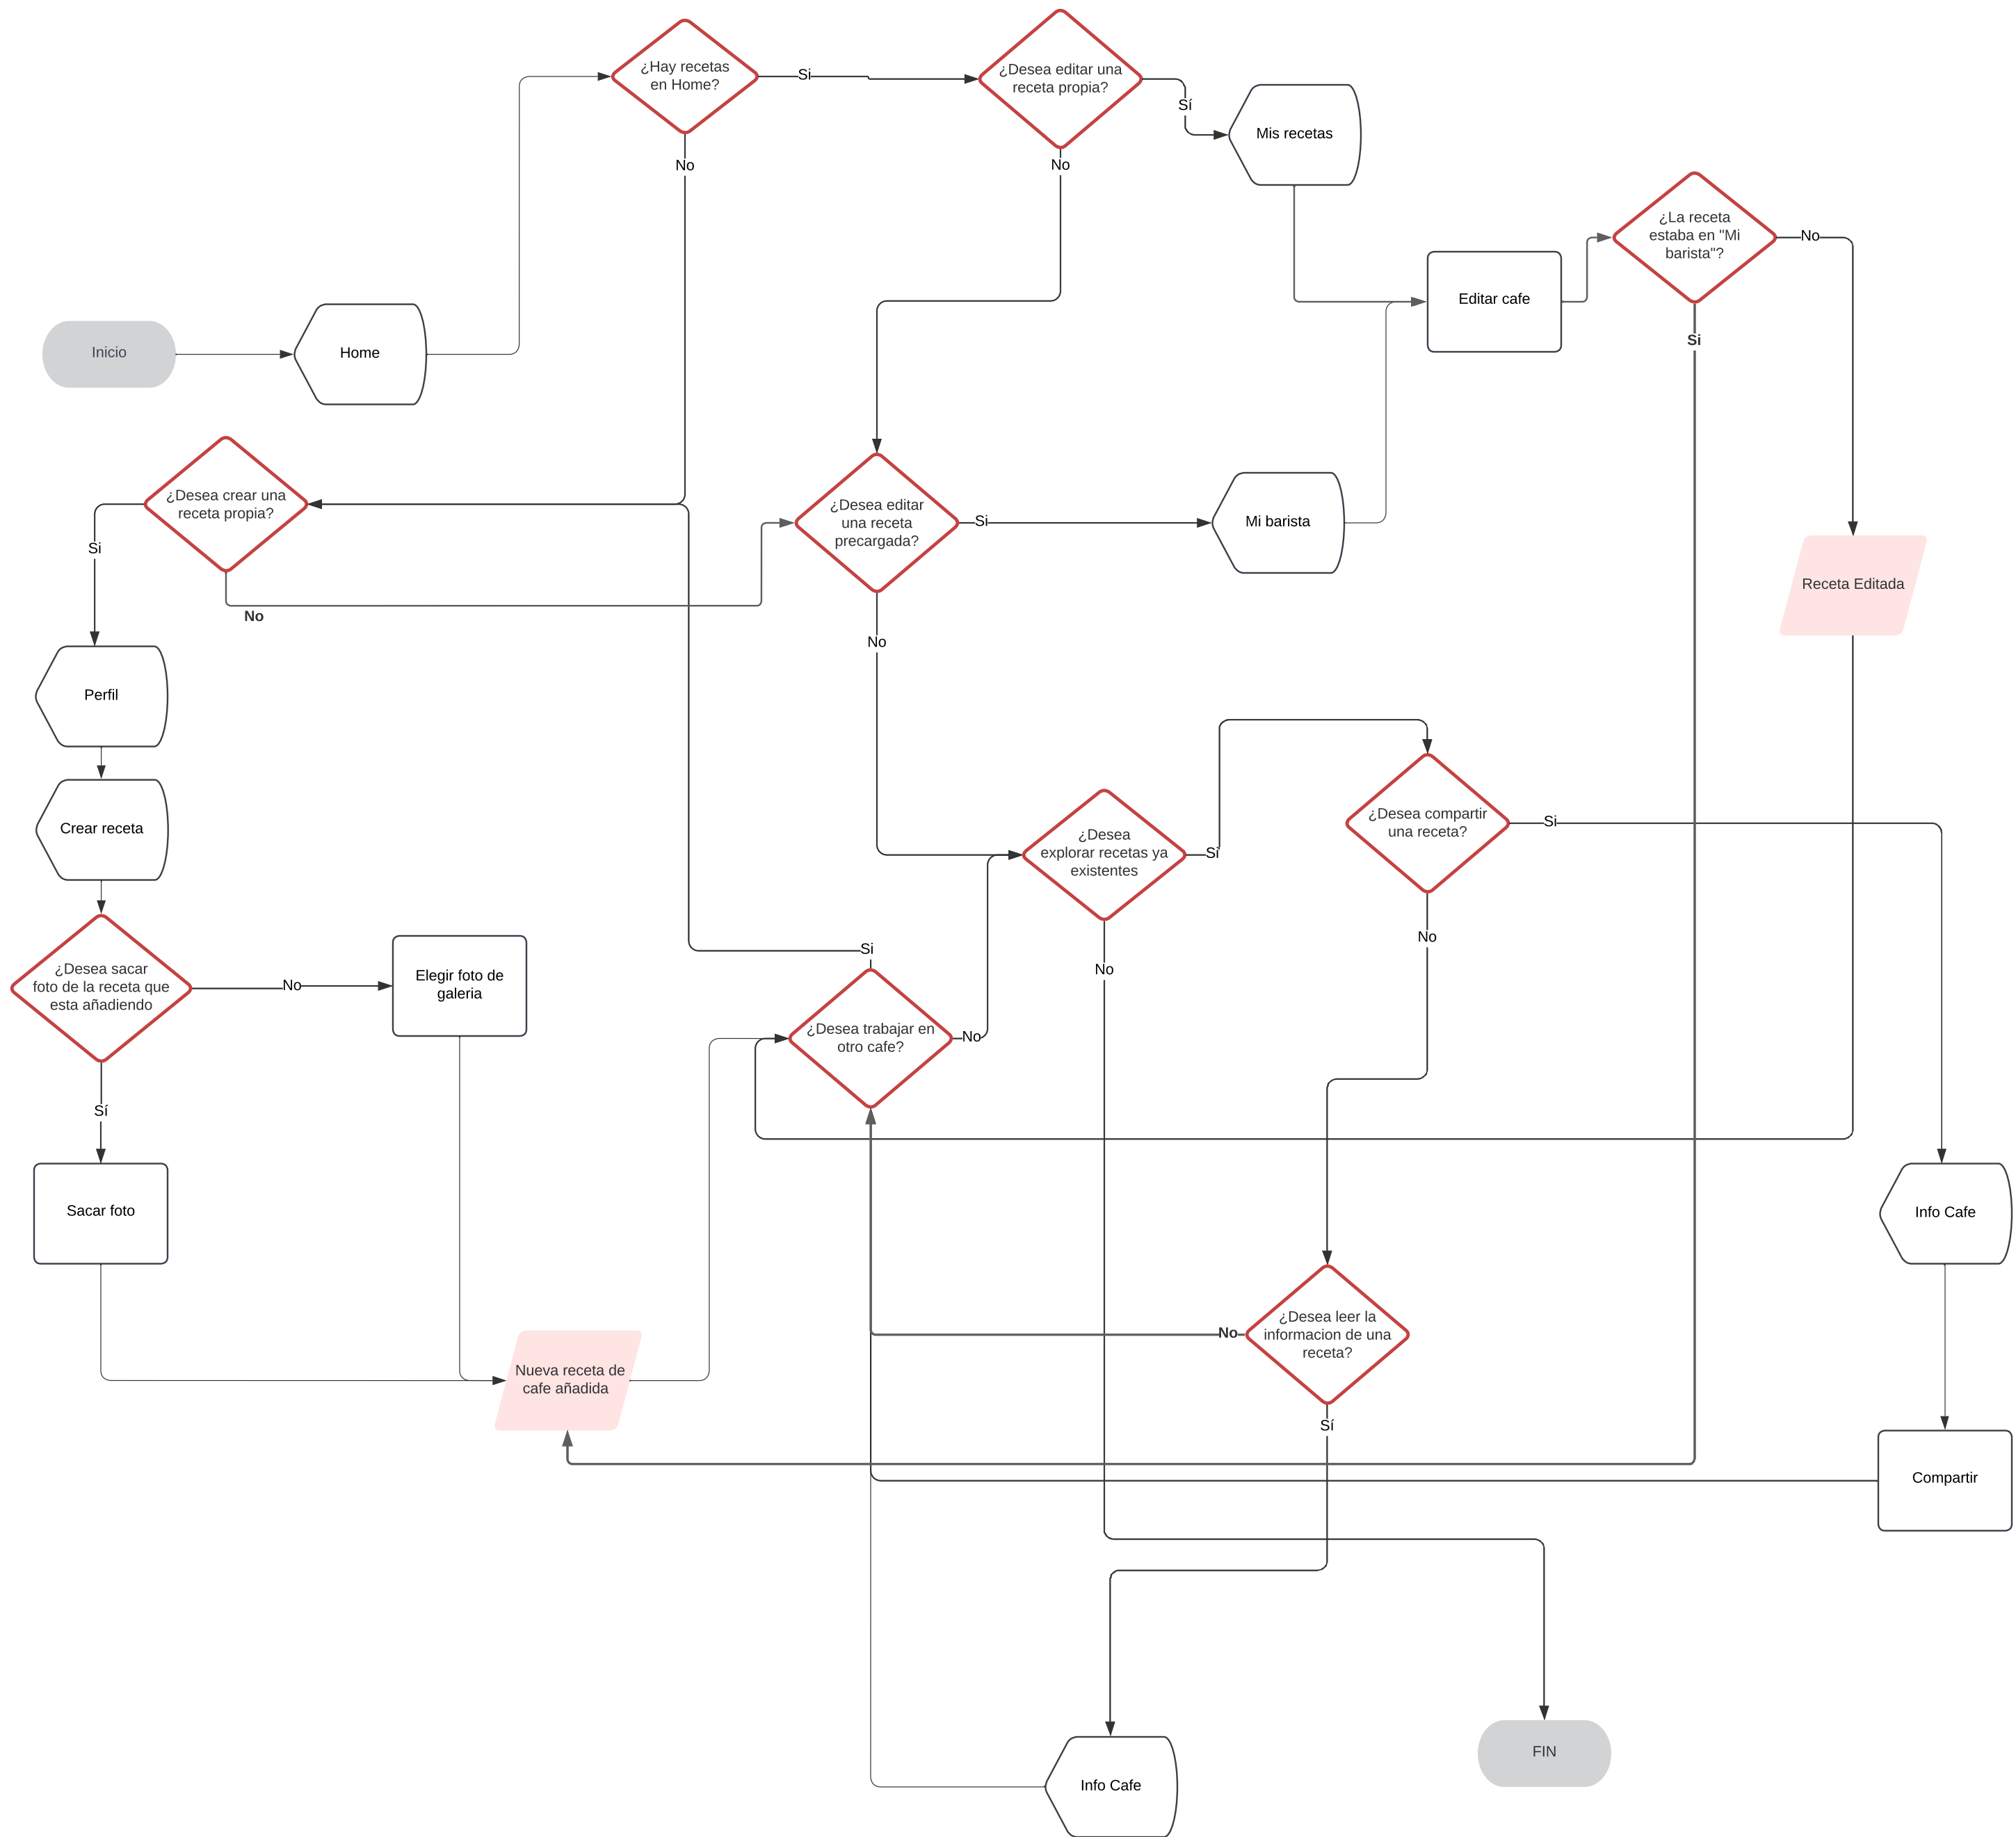 ¿Hay recetas
en Home?
Si
¿Desea editar una
receta propia?
Sí
Mis recetas
No
No
¿La receta
estaba en "Mi
barista"?
No
Editar cafe
Si
Inicio
Home
¿Desea crear una
receta propia?
Si
No
¿Desea editar
una receta
precargada?
Si
Mi barista
No
Receta Editada
Perfil
Crear receta
¿Desea
explorar recetas ya
existentes
Si
No
¿Desea compartir
una receta?
Si
No
¿Desea sacar
foto de la receta que
esta añadiendo
No
Elegir foto de
galeria
Sí
Si
¿Desea trabajar en
otro cafe?
No
Sacar foto
Info Cafe
Nueva receta de
cafe añadida
No
¿Desea leer la
informacion de una
receta?
Sí
Compartir
Info Cafe
FIN